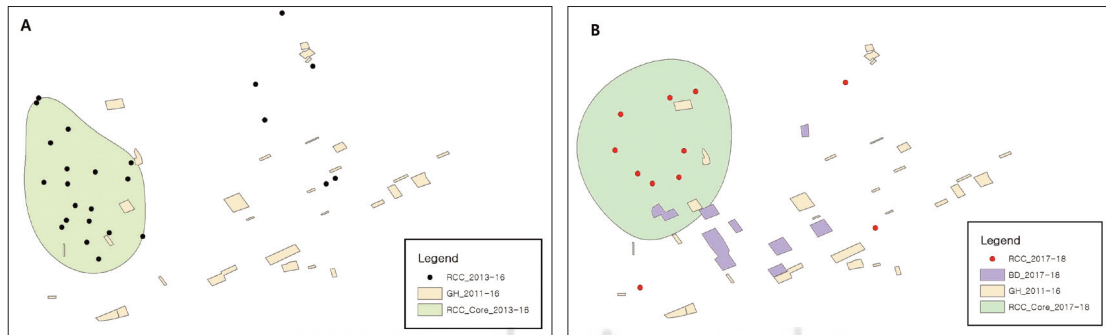 A
Legend
RCC_2013-16
GH_2011-16
RCC_Core_2013-16
B
Legend
RCC_2017-18
BD_2017-18
GH_2011-16
RCC_Core_2017-18